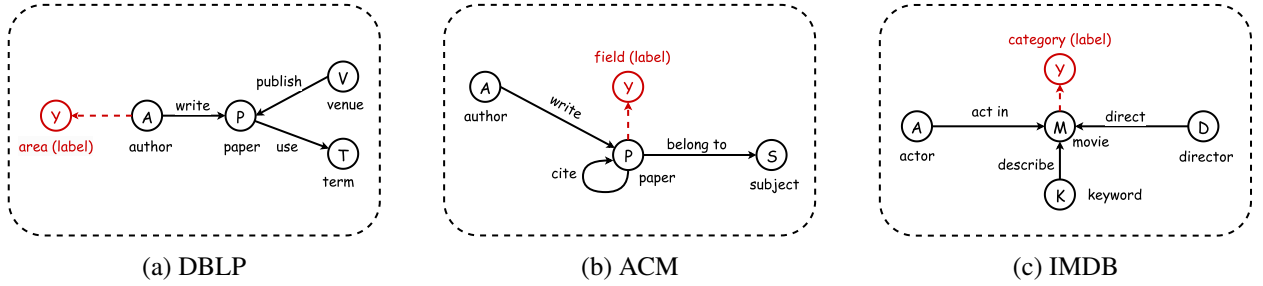 Y
area (label)
A
author
write
P
paper
publish
V
venue
use
T
term
(a) DBLP
A
author
write
field (label)
Y
P
paper
cite
belong to
S
subject
(b) ACM
category (label)
Y
A
actor
act in
M
movie
direct
D
director
describe
K
keyword
(c) IMDB